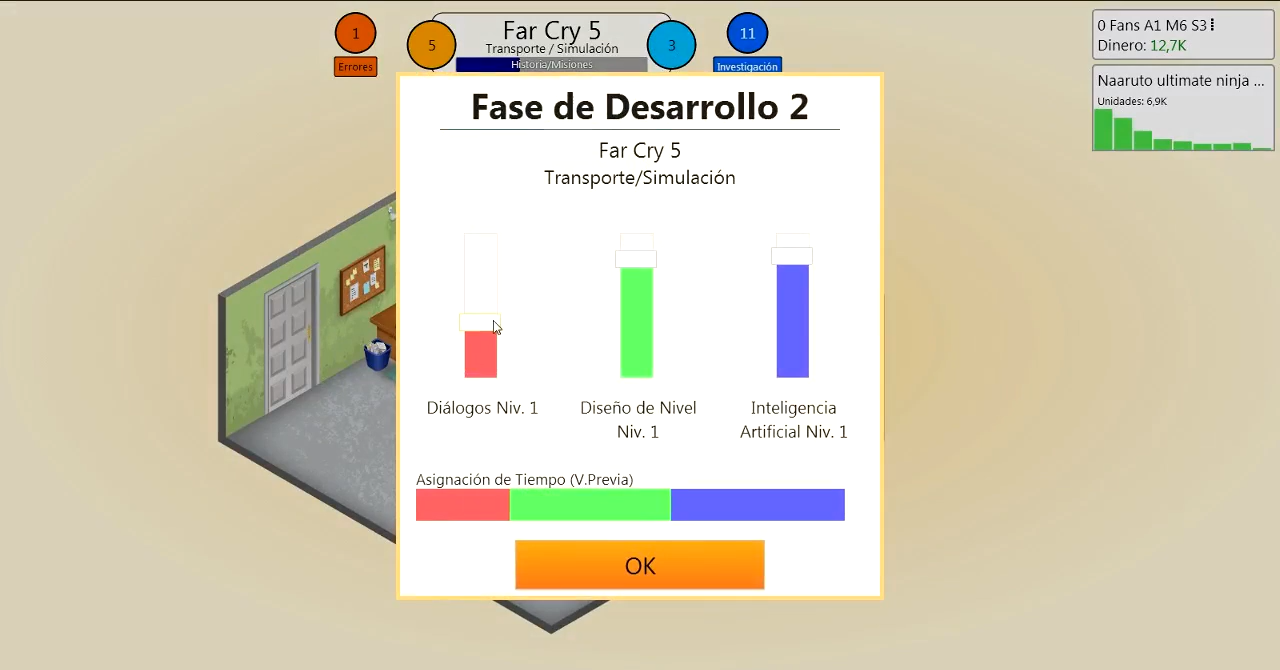 1
Errores
5
Far Cry 5
Transporte / Simulación
Historia/Misiones
3
11
Investigación
0 Fans A1 M6 S3
Dinero: 12,7K
Naaruto ultimate ninja ...
Unidades: 6,9K
Fase de Desarrollo 2
Far Cry 5
Transporte/Simulación
Diálogos Niv. 1
Diseño de Nivel
Niv. 1
Inteligencia
Artificial Niv. 1
Asignación de Tiempo (V.Previa)
OK